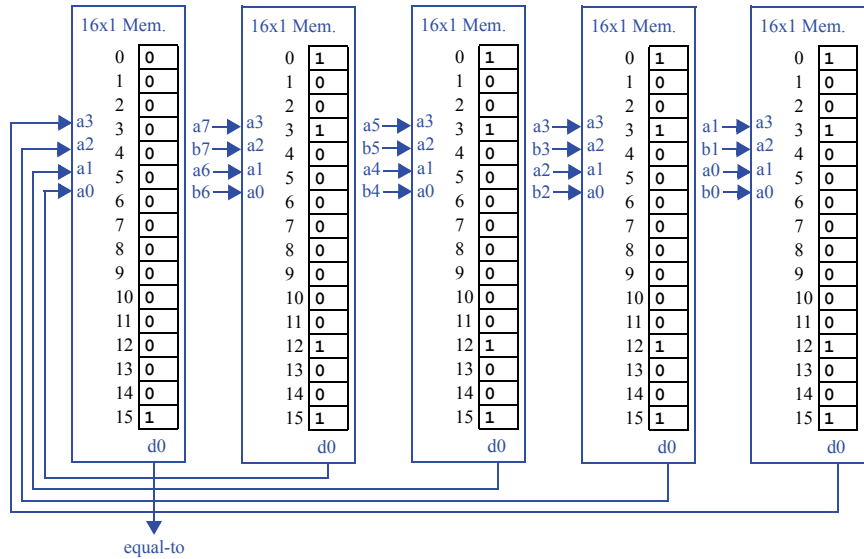 16x1 Mem. 16x1 Mem. 16x1 Mem. 16x1 Mem. 16x1 Mem.
0 0 0 1 0 1 0 1 0 1
1 0 1 0 1 0 1 0 1 0
2 0 2 0 2 0 2 0 2 0
a3 3 0 a7 a3 3 1 a5 a3 3 1 a3 a3 3 1 a1 a3 3 1
a2 4 0 b7 a2 4 0 b5 a2 4 0 b3 a2 4 0 b1 a2 4 0
a1 5 0 a6 a1 5 0 a4 a1 5 0 a2 a1 5 0 a0 a1 5 0
a0 6 0 b6 a0 6 0 b4 a0 6 0 b2 a0 6 0 b0 a0 6 0
7 0 7 0 7 0 7 0 7 0
8 0 8 0 8 0 8 0 8 0
9 0 9 0 9 0 9 0 9 0
10 0 10 0 10 0 10 0 10 0
11 0 11 0 11 0 11 0 11 0
12 0 12 1 12 1 12 1 12 1
13 0 13 0 13 0 13 0 13 0
14 0 14 0 14 0 14 0 14 0
15 1 15 1 15 1 15 1 15 1
d0 d0 d0 d0 d0
equal-to